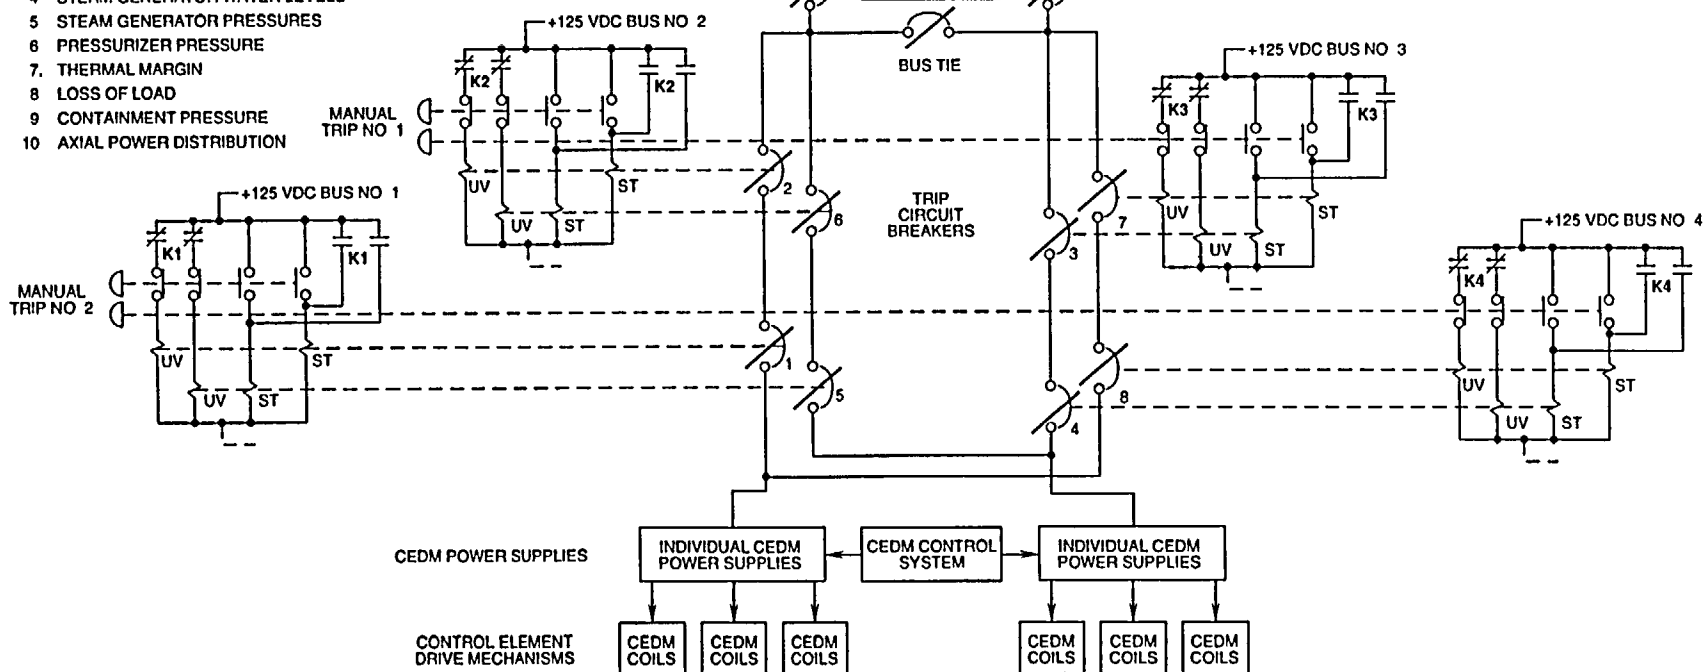 5 STEAM GENERATOR PRESSURES
6 PRESSURIZER PRESSURE
7. THERMAL MARGIN
8 LOSS OF LOAD
9 CONTAINMENT PRESSURE
10 AXIAL POWER DISTRIBUTION
+125 VDC BUS NO 2
K2
K2
MANUAL
TRIP NO 1
UV
ST
UV
ST
BUS TIE
+125 VDC BUS NO 3
K3
K3
UV
ST
UV
ST
2
6
TRIP
CIRCUIT
BREAKERS
7
3
+125 VDC BUS NO 1
K1
K1
MANUAL
TRIP NO 2
UV
ST
UV
ST
1
5
8
4
+125 VDC BUS NO 4
K4
K4
UV
ST
UV
ST
CEDM POWER SUPPLIES
INDIVIDUAL CEDM
POWER SUPPLIES
CEDM CONTROL
SYSTEM
INDIVIDUAL CEDM
POWER SUPPLIES
CONTROL ELEMENT
DRIVE MECHANISMS
CEDM
COILS
CEDM
COILS
CEDM
COILS
CEDM
COILS
CEDM
COILS
CEDM
COILS